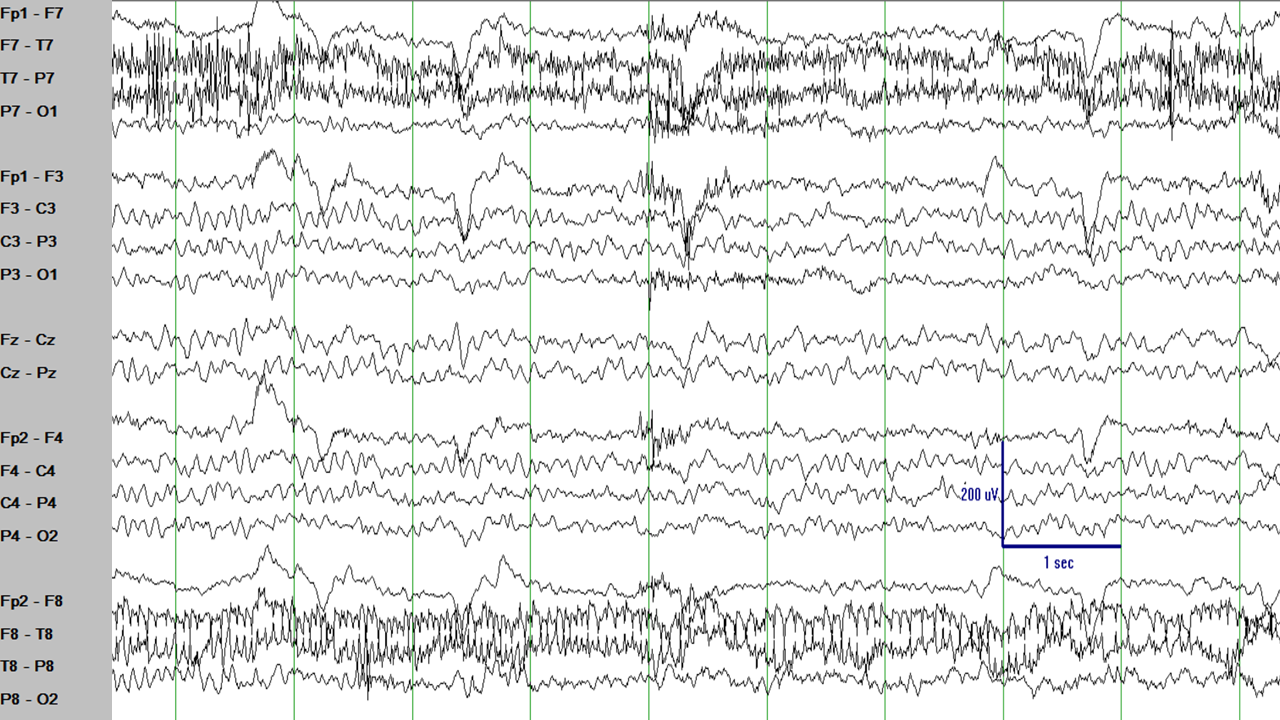 Fp1 - F7
F7 - T7
T7 - P7
P7 - O1
Fp1 - F3
F3 - C3
C3 - P3
P3 - O1
Fz - Cz
Cz - Pz
Fp2 - F4
F4 - C4
C4 - P4
P4 - O2
Fp2 - F8
F8 - T8
T8 - P8
P8 - O2
200 uV
1 sec